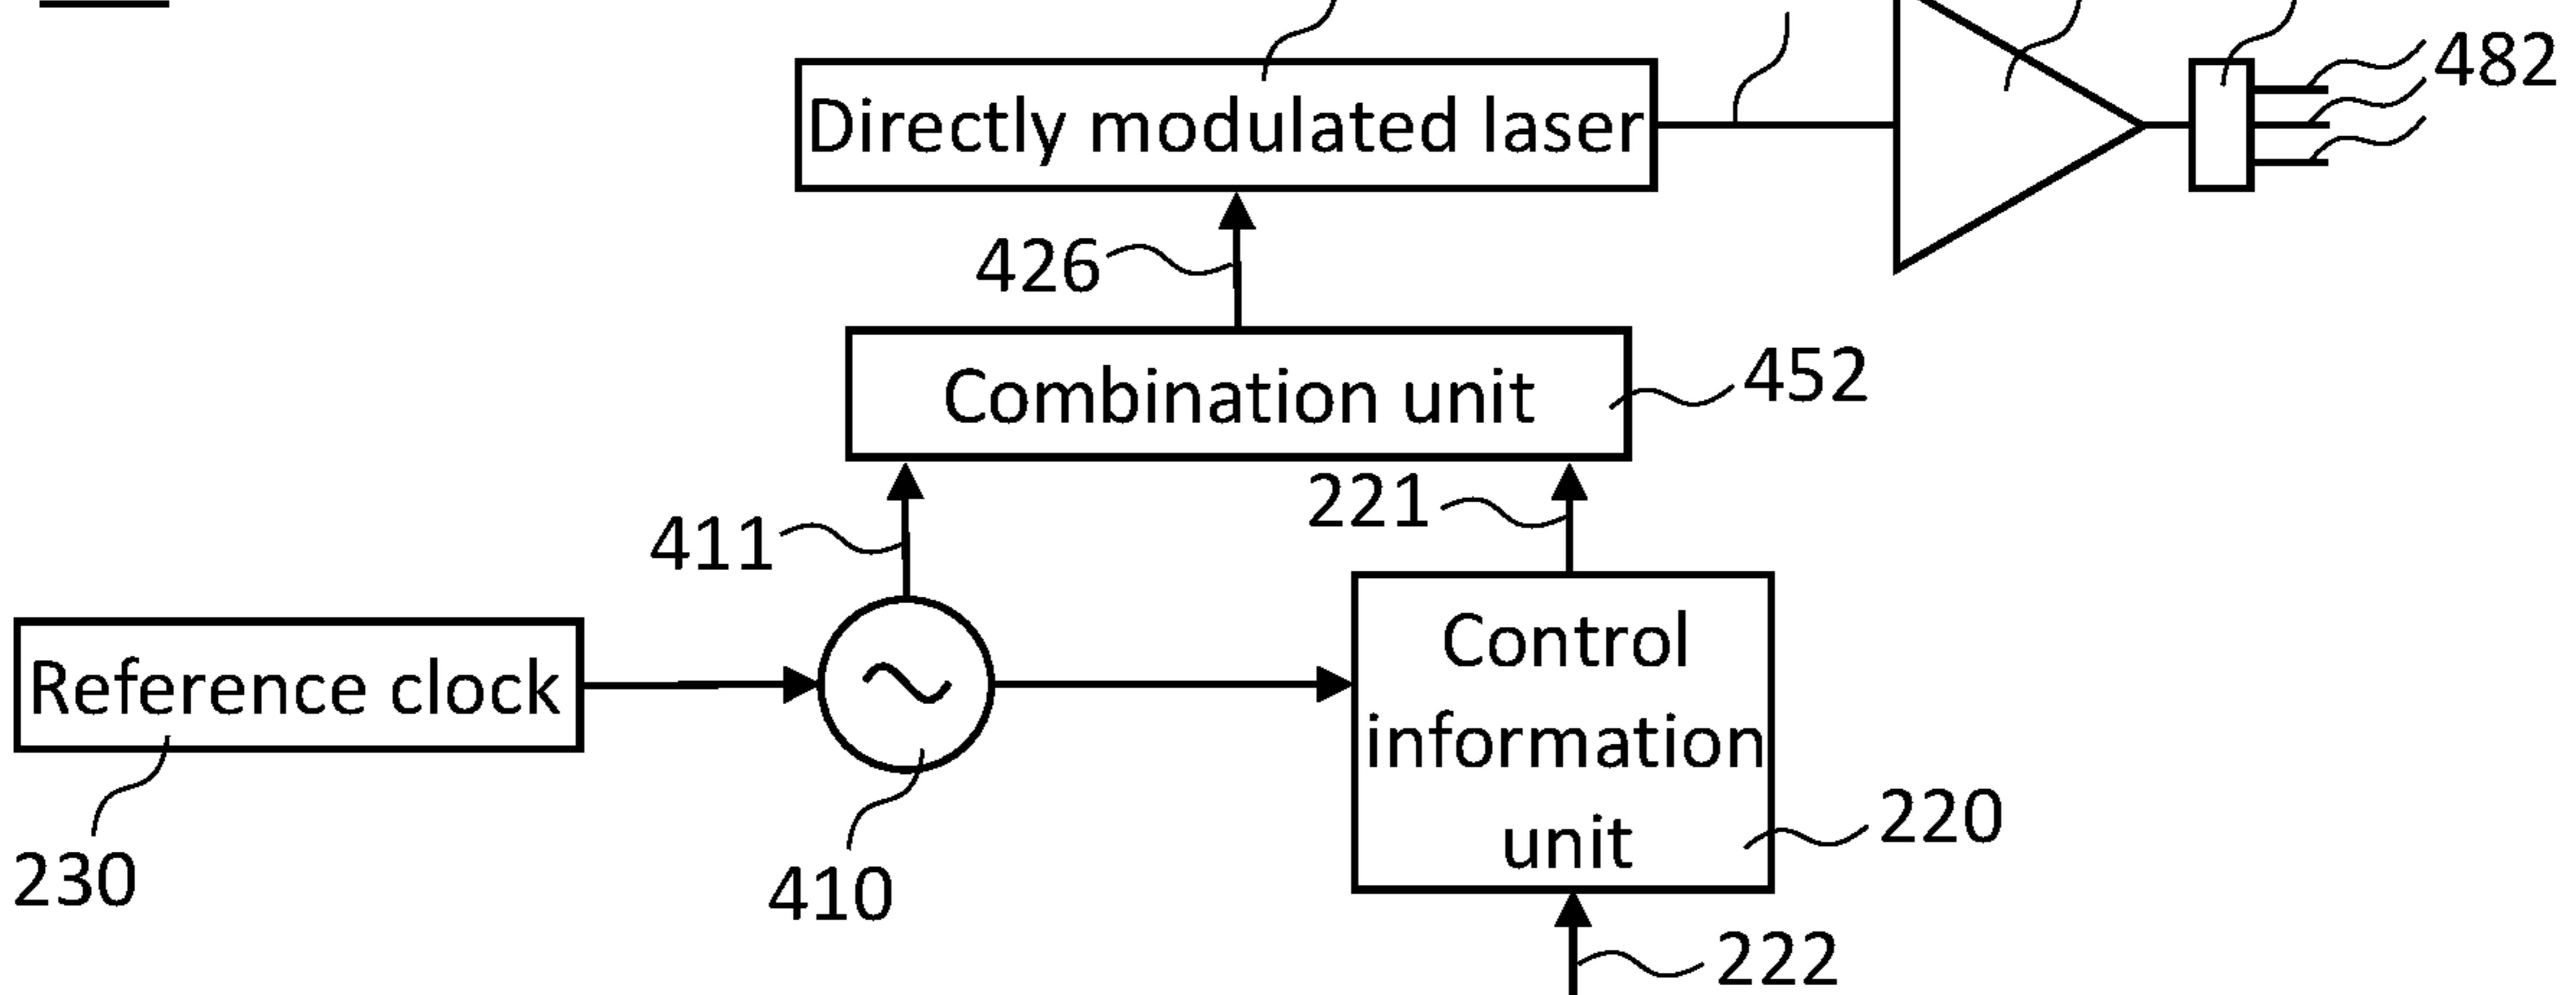 482
Directly modulated laser
426
Combination unit
452
221
411
Control
information
unit
Reference clock
220
230
410
222